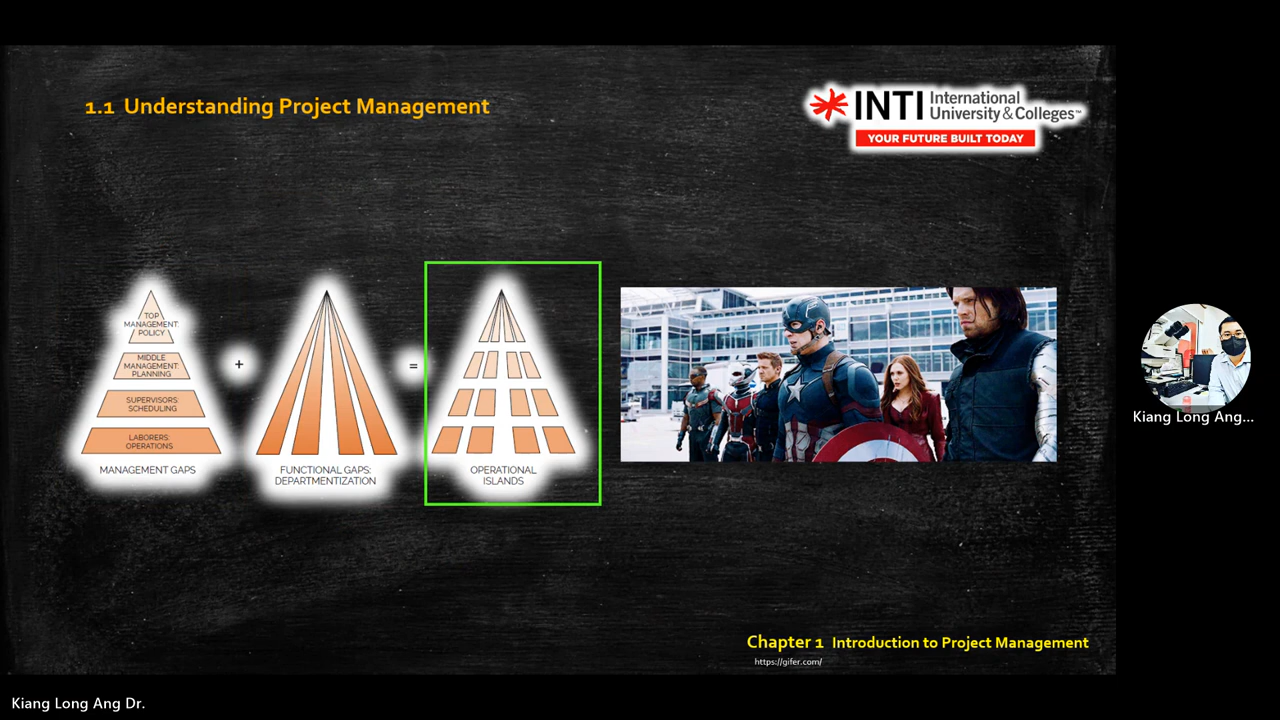 1.1 Understanding Project Management
INTI International
University & Colleges™
YOUR FUTURE BUILT TODAY
TOP
MANAGEMENT:
POLICY
MIDDLE
MANAGEMENT:
PLANNING
SUPERVISORS:
SCHEDULING
LABORERS:
OPERATIONS
MANAGEMENT GAPS
+
FUNCTIONAL GAPS:
DEPARTMENTIZATION
=
OPERATIONAL
ISLANDS
Kiang Long Ang...
Chapter 1 Introduction to Project Management
https://gifer.com/
Kiang Long Ang Dr.